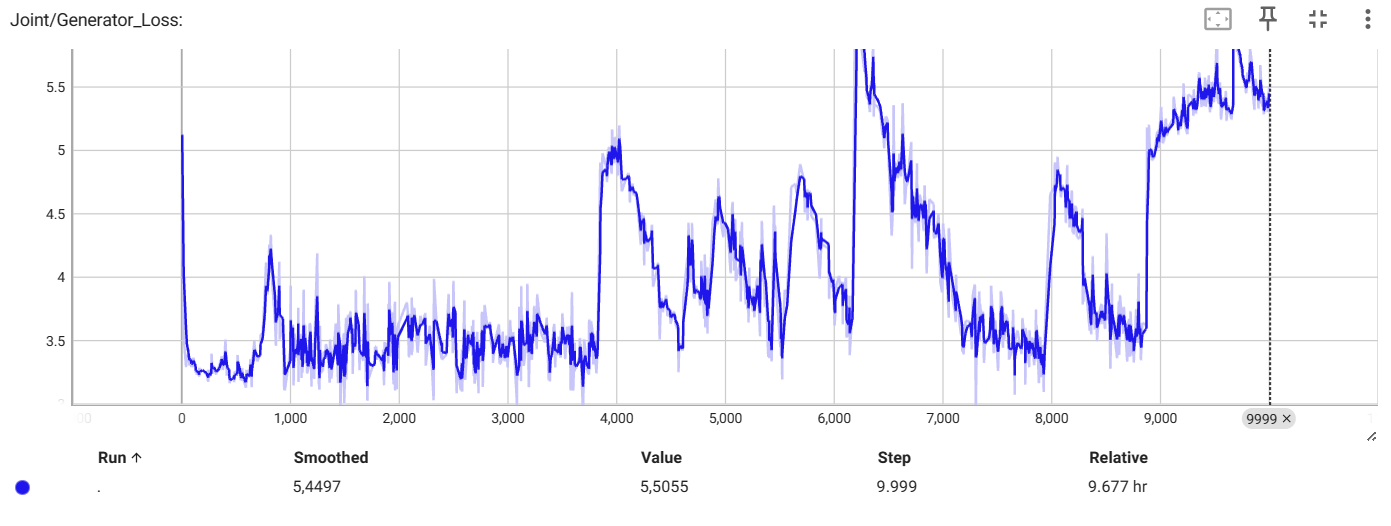 Joint/Generator_Loss:
5.5
5
4.5
4
3.5
0 1,000 2,000 3,000 4,000 5,000 6,000 7,000 8,000 9,000 9999 ×
Run ↑ Smoothed Value Step Relative
. 5,4497 5,5055 9.999 9.677 hr